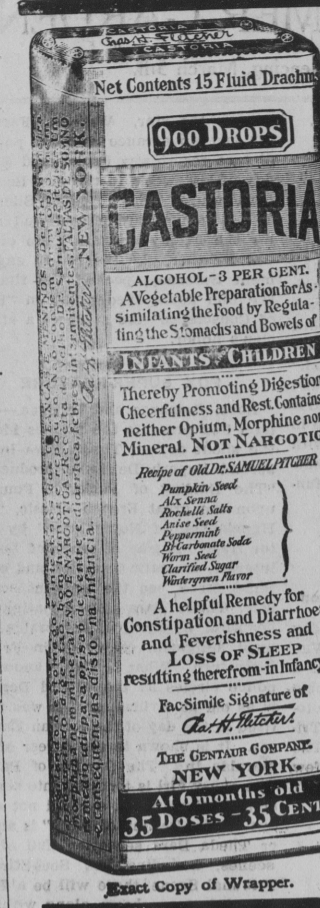 CASTORIA
Chas. H. Fletcher
CASTORIA
Net Contents 15 Fluid Drachms
900 DROPS
CASTORIA
ALCOHOL-3 PER CENT.
A Vegetable Preparation for As-
similating the Food by Regula-
ting the Stomachs and Bowels of
INFANTS & CHILDREN
Thereby Promoting Digestion
Cheerfulness and Rest. Contains
neither Opium, Morphine nor
Mineral. NOT NARCOTIC
Recipe of Old Dr. SAMUEL PITCHER
Pumpkin Seed
Alx Senna
Rochelle Salts
Anise Seed
Peppermint
Bi-Carbonate Soda
Worm Seed
Clarified Sugar
Wintergreen Flavor
A helpful Remedy for
Constipation and Diarrhoea
and Feverishness and
LOSS OF SLEEP
resulting therefrom-in Infancy
Fac-Simile Signature of
Chas. H. Fletcher.
THE CENTAUR COMPANY.
NEW YORK.
At 6 months old
35 DOSES - 35 CENTS
Exact Copy of Wrapper.
NÃO É NARCOTICA
e consequencias disto na infancia.
Chas. H. Fletcher. NEW YORK.